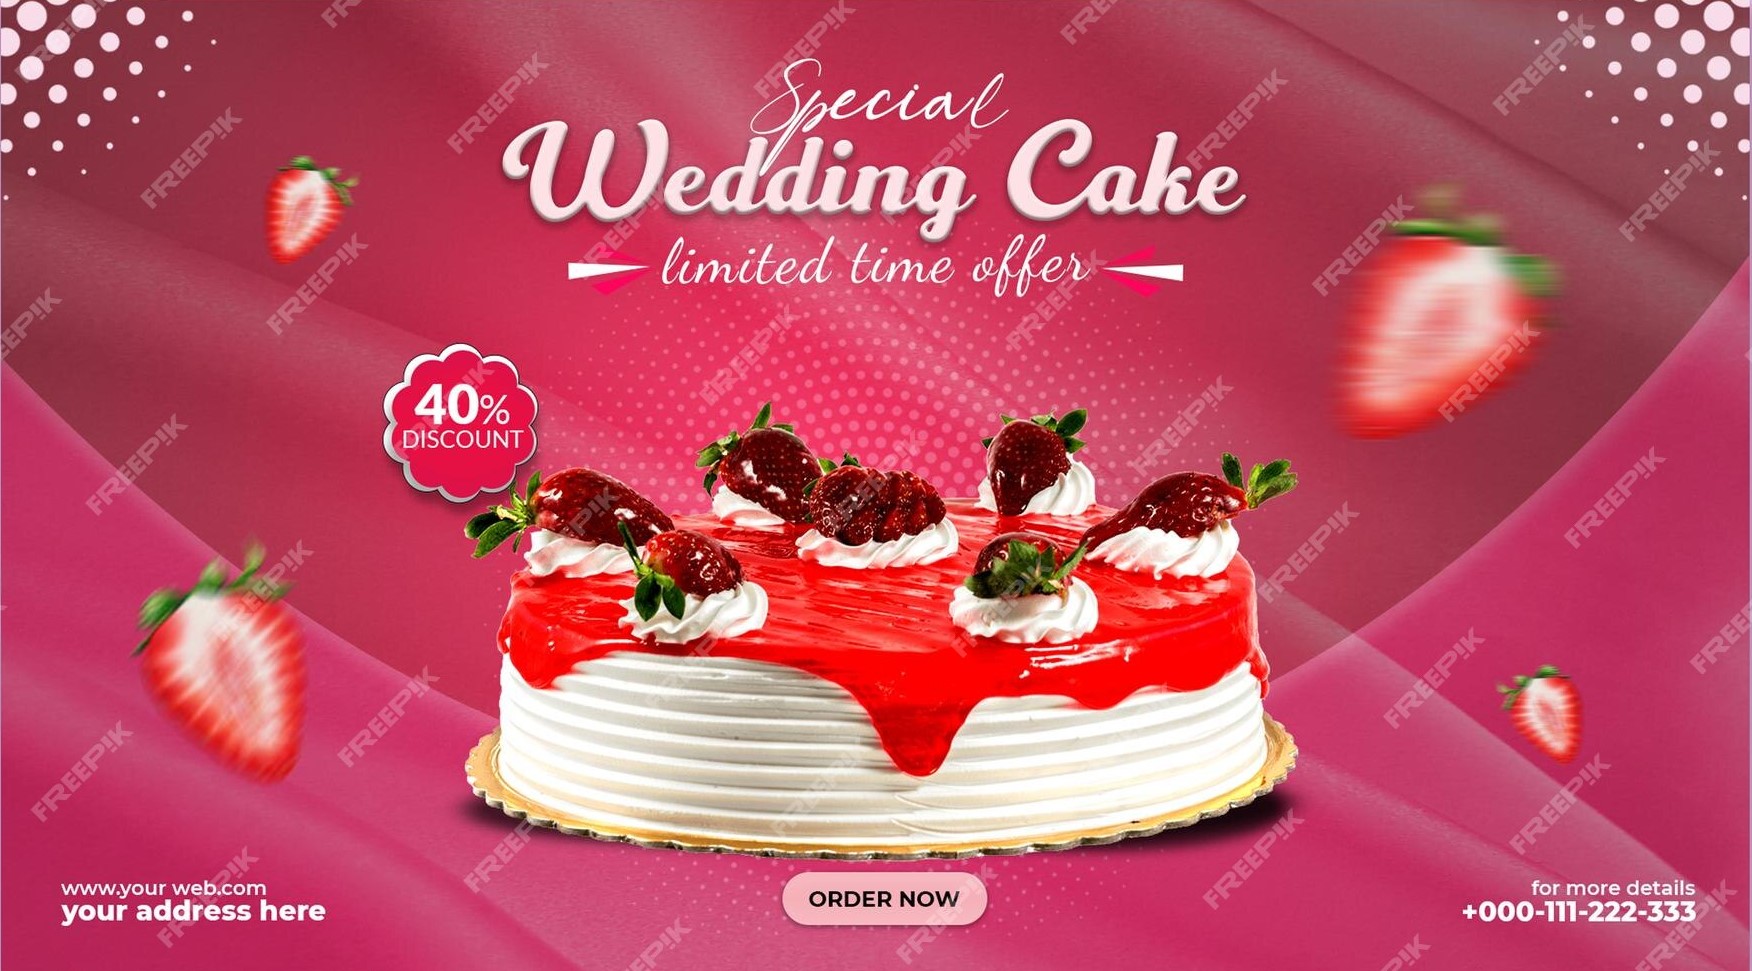 Special
Wedding Cake
limited time offer
40%
DISCOUNT
ORDER NOW
www.your web.com
your address here
for more details
+000-111-222-333
FREEPIK